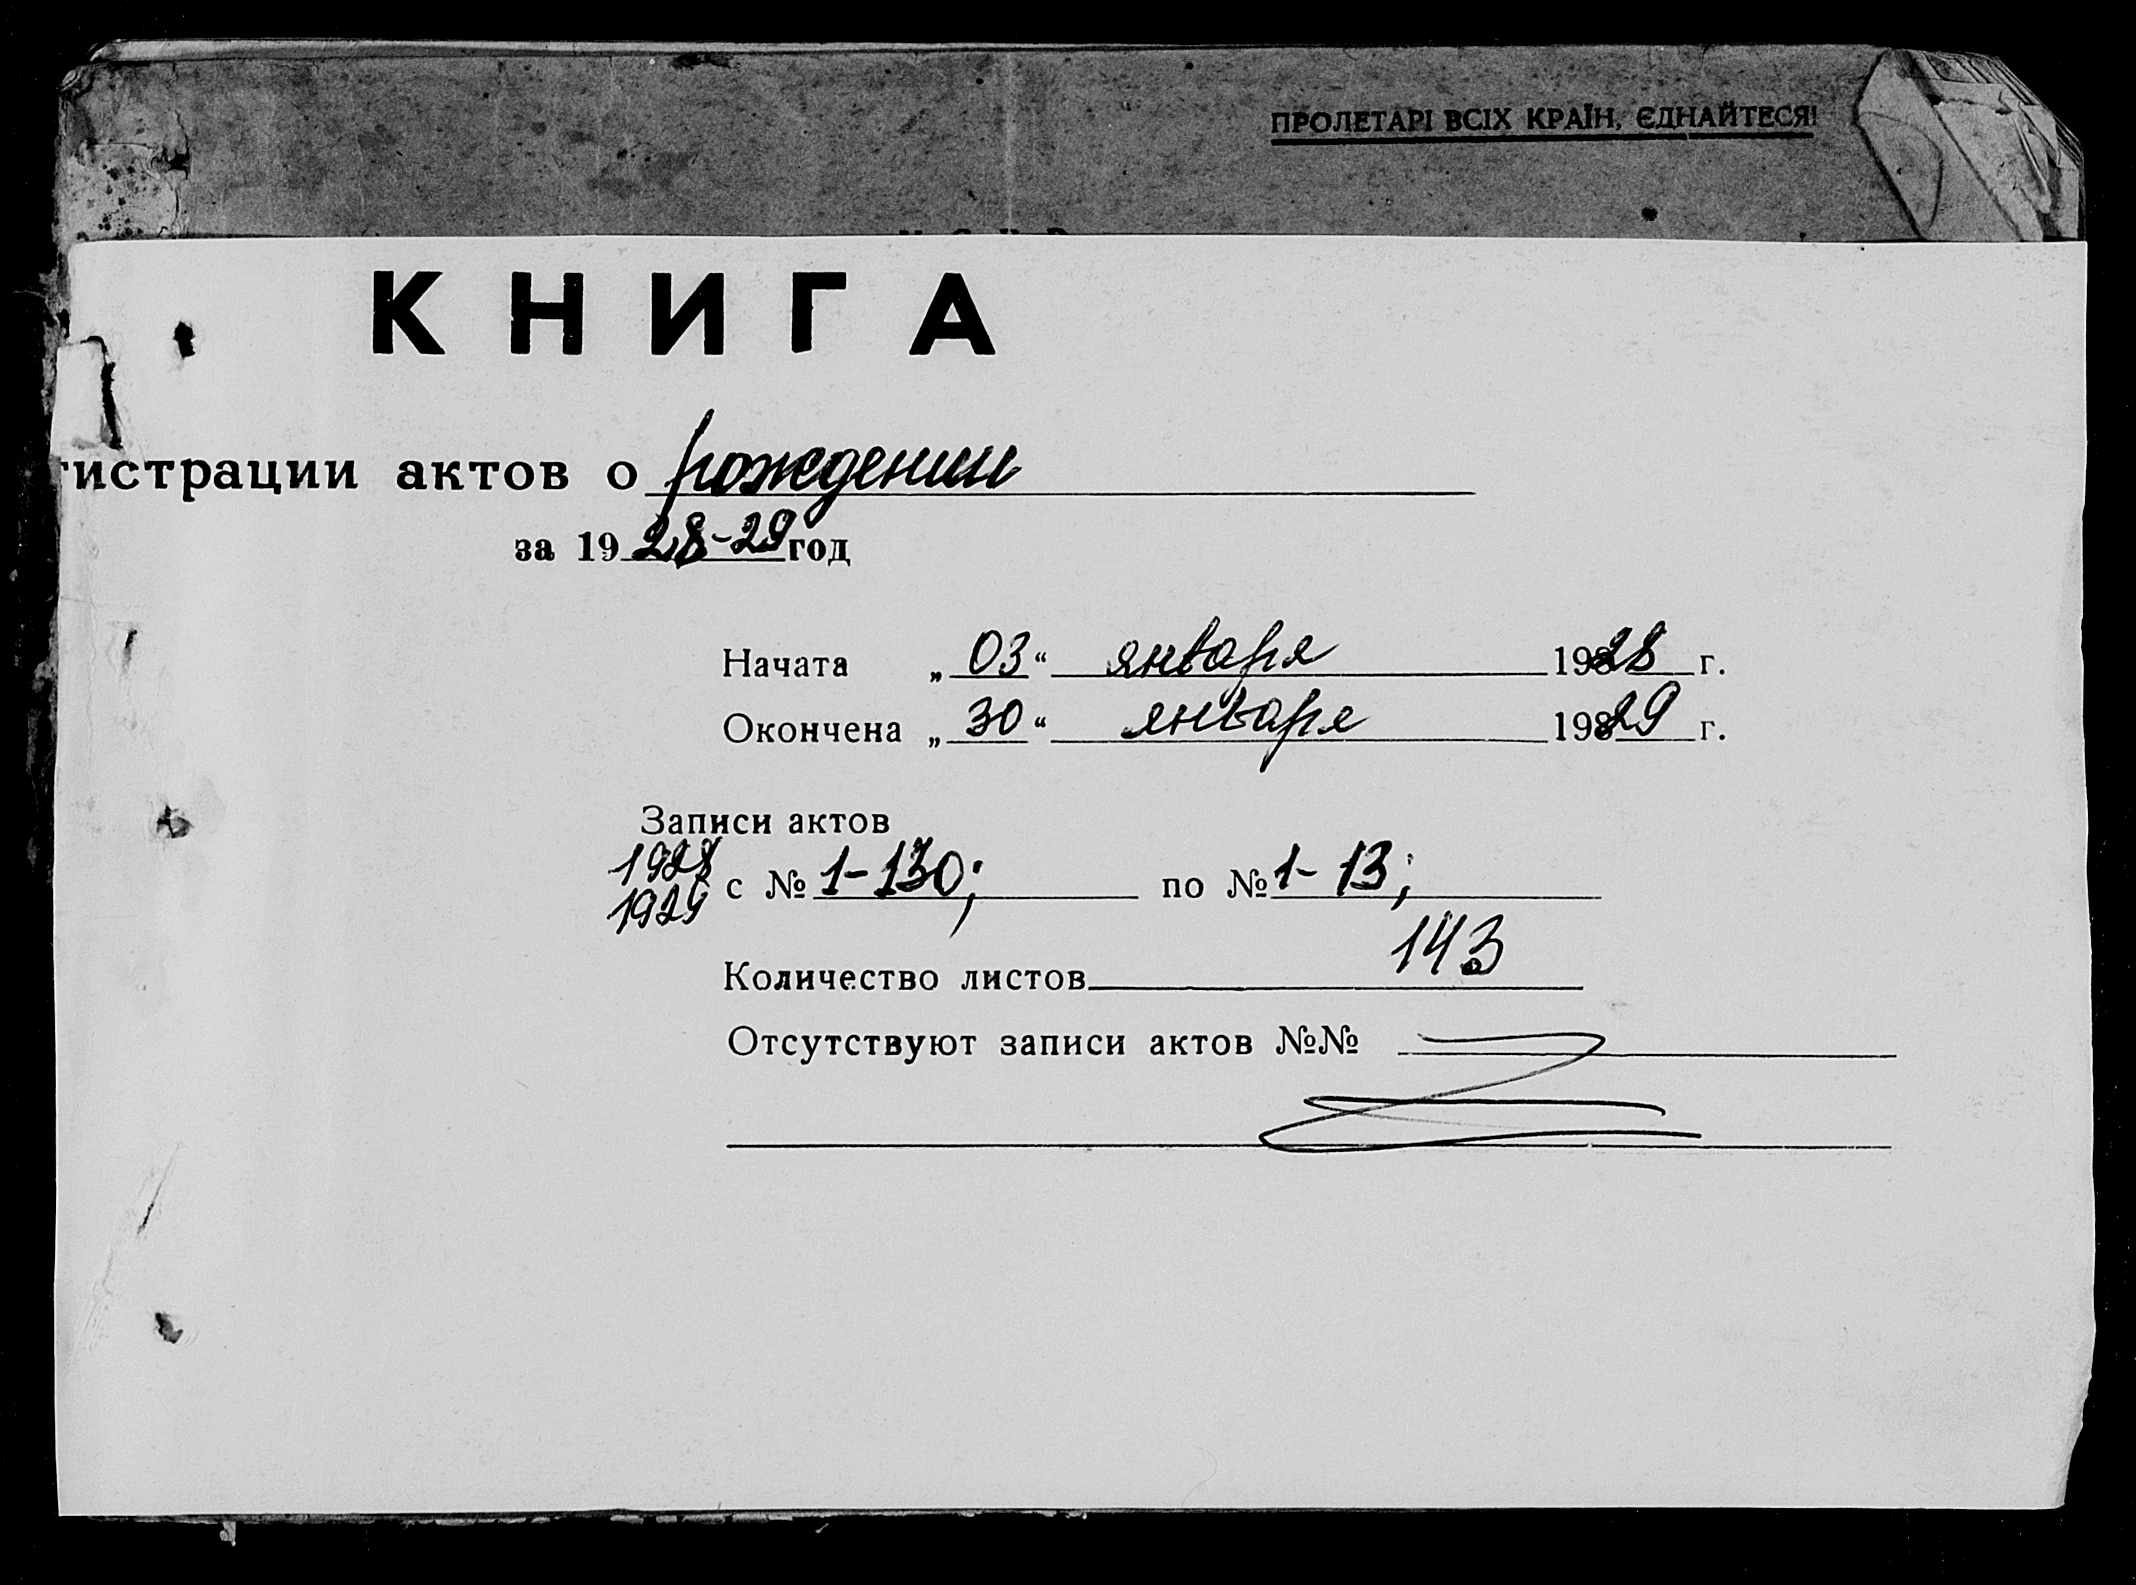 ПРОЛЕТАРІ ВСІХ КРАЇН, ЄДНАЙТЕСЯ!
КНИГА
гистрации актов о рождении
за 1928-29 год
Начата „03“ января 1928 г.
Окончена „30“ января 1929 г.
Записи актов
1928
1929 с № 1-130; по № 1-13;
Количество листов 143
Отсутствуют записи актов №№